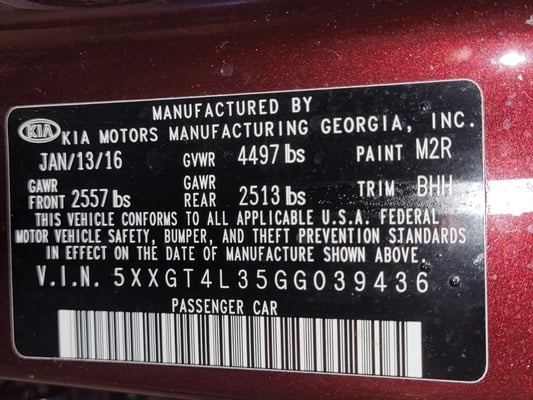 MANUFACTURED BY
KIA KIA MOTORS MANUFACTURING GEORGIA, INC.
JAN/13/16 GVWR 4497 lbs PAINT M2R
GAWR FRONT 2557 lbs GAWR REAR 2513 lbs TRIM BHH
THIS VEHICLE CONFORMS TO ALL APPLICABLE U.S.A. FEDERAL
MOTOR VEHICLE SAFETY, BUMPER, AND THEFT PREVENTION STANDARDS
IN EFFECT ON THE DATE OF MANUFACTURE SHOWN ABOVE.
V.I.N. 5XXGT4L35GG039436
PASSENGER CAR